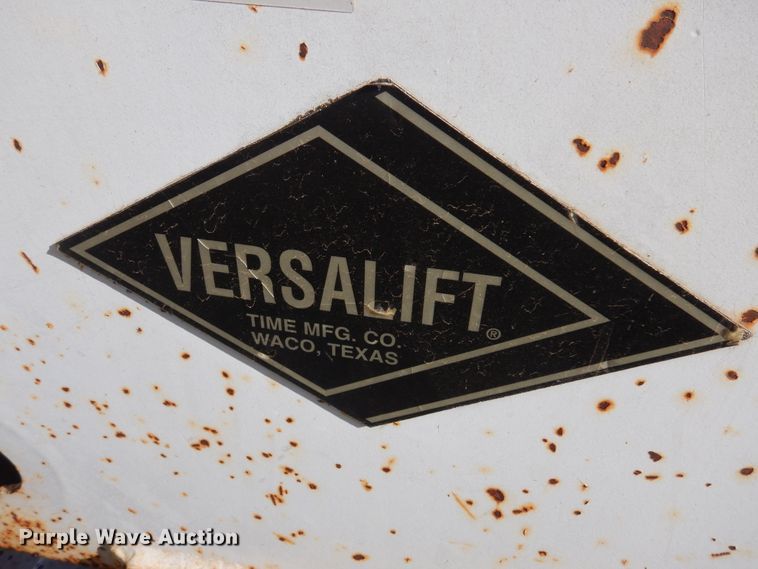 VERSALIFT®
TIME MFG. CO.
WACO, TEXAS
Purple Wave Auction